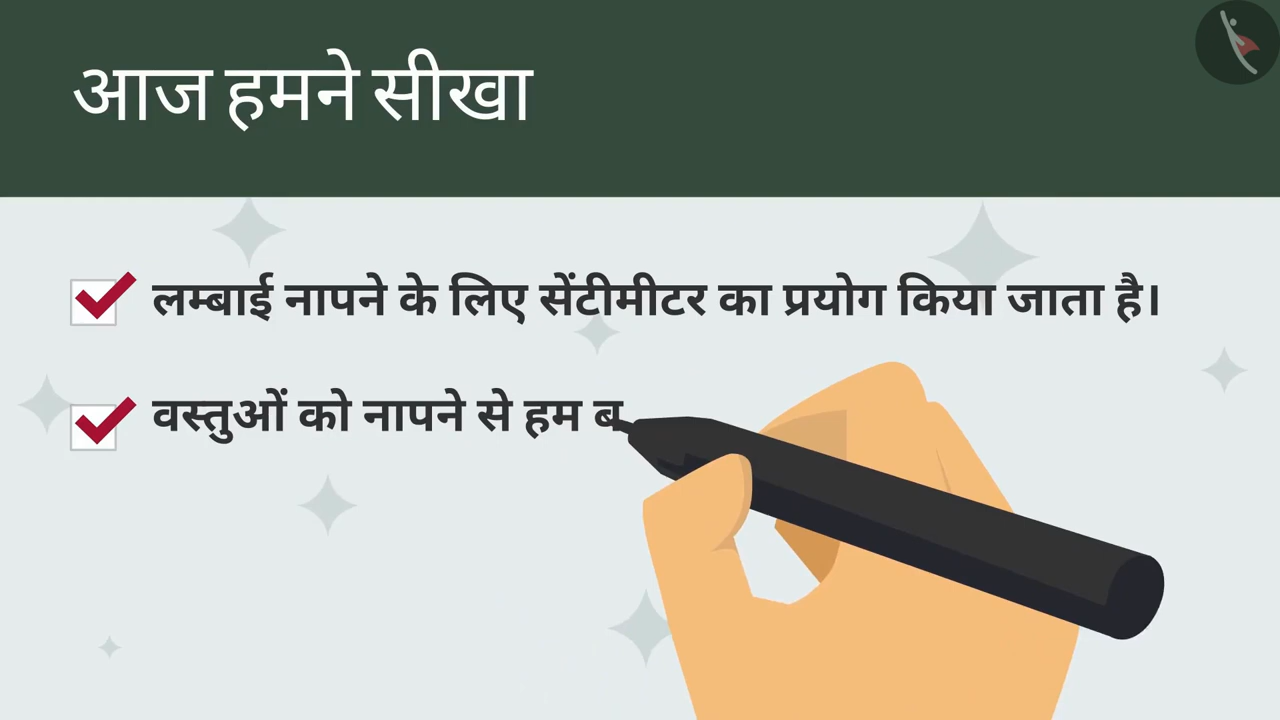 आज हमने सीखा
लम्बाई नापने के लिए सेंटीमीटर का प्रयोग किया जाता है।
वस्तुओं को नापने से हम ब